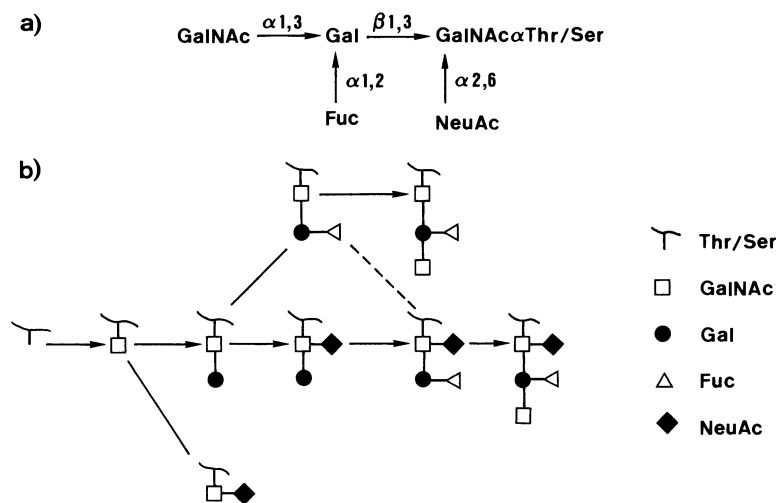 a)
GalNAc α1,3 Gal β1,3 GalNAcαThr/Ser
α1,2 α2,6
Fuc NeuAc
b)
Thr/Ser
GalNAc
Gal
Fuc
NeuAc